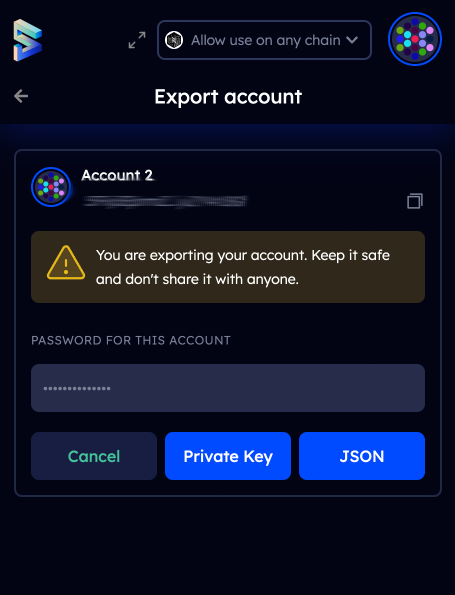 Allow use on any chain
Export account
Account 2
You are exporting your account. Keep it safe
and don't share it with anyone.
PASSWORD FOR THIS ACCOUNT
Cancel
Private Key
JSON